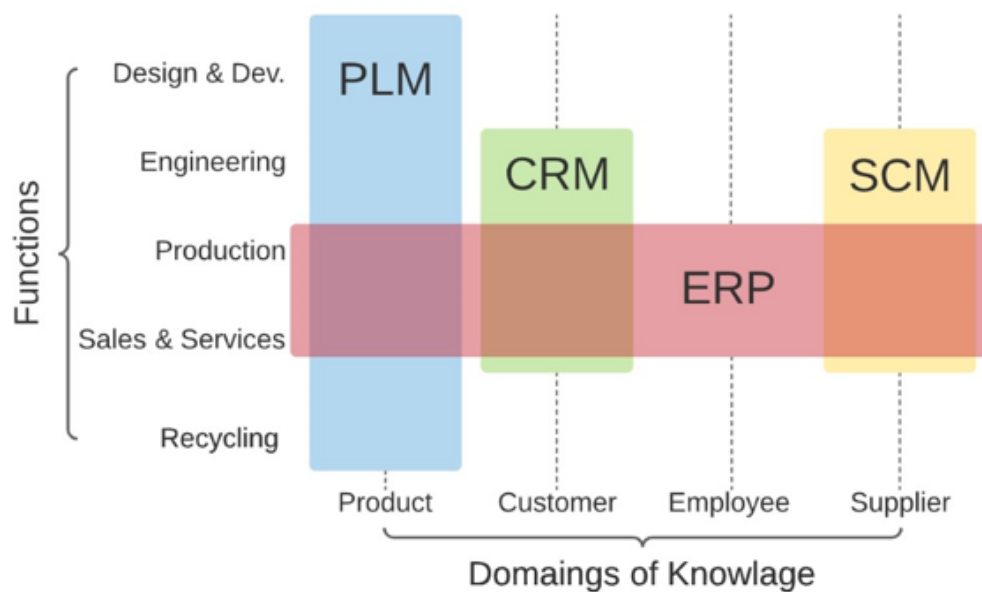 Design & Dev.
PLM
Engineering
CRM
SCM
Functions
Production
ERP
Sales & Services
Recycling
Product
Customer
Employee
Supplier
Domaings of Knowlage